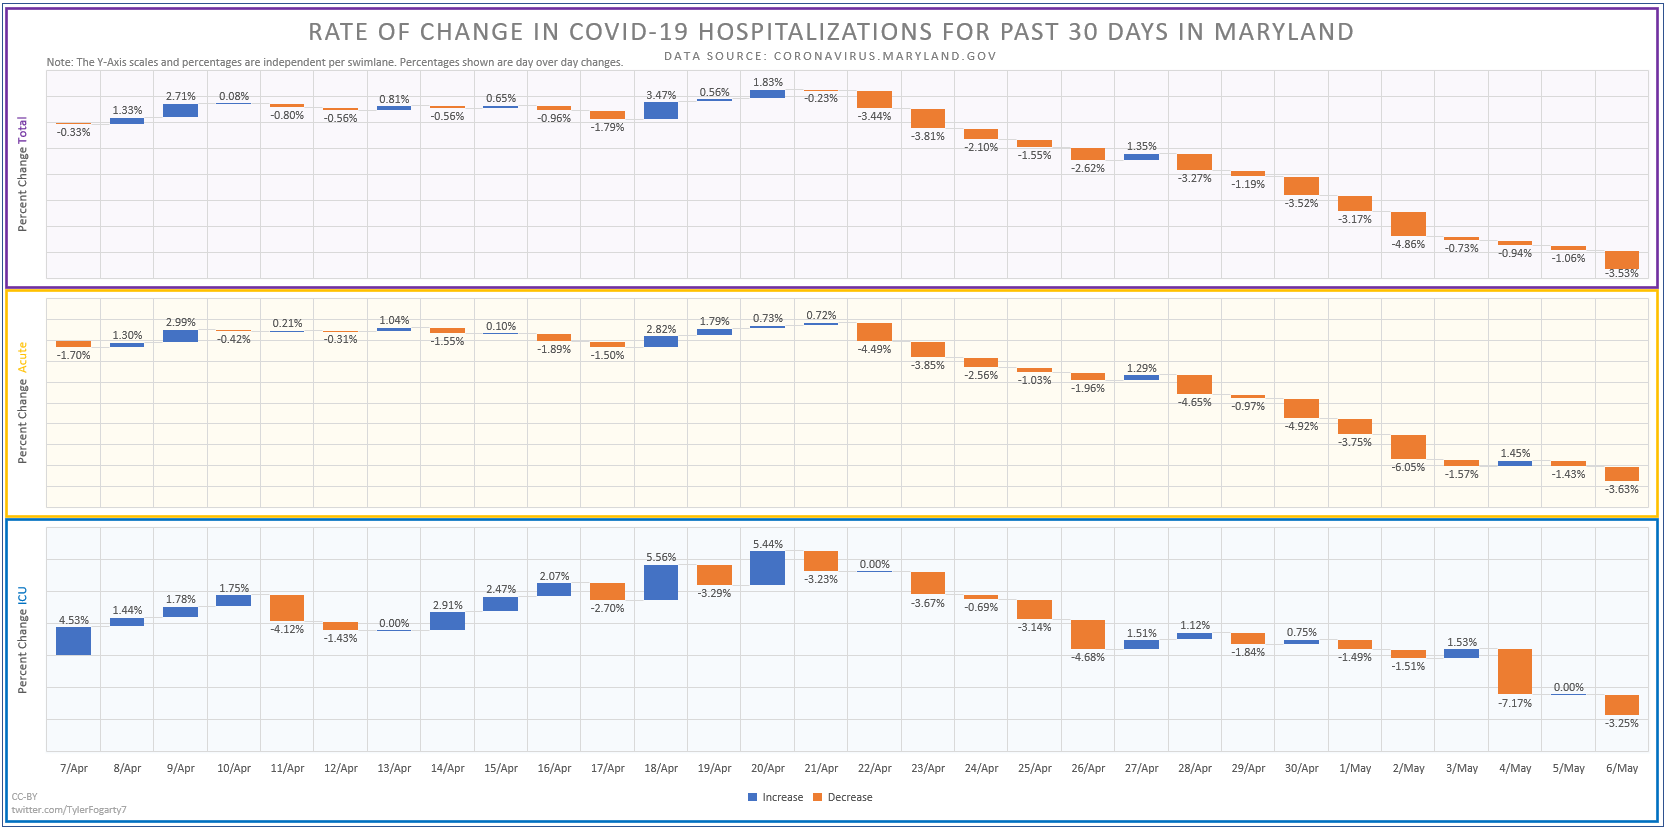 RATE OF CHANGE IN COVID-19 HOSPITALIZATIONS FOR PAST 30 DAYS IN MARYLAND
DATA SOURCE: CORONAVIRUS.MARYLAND.GOV
Note: The Y-Axis scales and percentages are independent per swimlane. Percentages shown are day over day changes.
Percent Change Total
-0.33% 1.33% 2.71% 0.08% -0.80% -0.56% 0.81% -0.56% 0.65% -0.96% -1.79% 3.47% 0.56% 1.83% -0.23% -3.44% -3.81% -2.10% -1.55% -2.62% 1.35% -3.27% -1.19% -3.52% -3.17% -4.86% -0.73% -0.94% -1.06% -3.53%
Percent Change Acute
-1.70% 1.30% 2.99% -0.42% 0.21% -0.31% 1.04% -1.55% 0.10% -1.89% -1.50% 2.82% 1.79% 0.73% 0.72% -4.49% -3.85% -2.56% -1.03% -1.96% 1.29% -4.65% -0.97% -4.92% -3.75% -6.05% -1.57% 1.45% -1.43% -3.63%
Percent Change ICU
4.53% 1.44% 1.78% 1.75% -4.12% -1.43% 0.00% 2.91% 2.47% 2.07% -2.70% 5.56% -3.29% 5.44% -3.23% 0.00% -3.67% -0.69% -3.14% -4.68% 1.51% 1.12% -1.84% 0.75% -1.49% -1.51% 1.53% -7.17% 0.00% -3.25%
7/Apr 8/Apr 9/Apr 10/Apr 11/Apr 12/Apr 13/Apr 14/Apr 15/Apr 16/Apr 17/Apr 18/Apr 19/Apr 20/Apr 21/Apr 22/Apr 23/Apr 24/Apr 25/Apr 26/Apr 27/Apr 28/Apr 29/Apr 30/Apr 1/May 2/May 3/May 4/May 5/May 6/May
Increase Decrease
CC-BY
twitter.com/TylerFogarty7